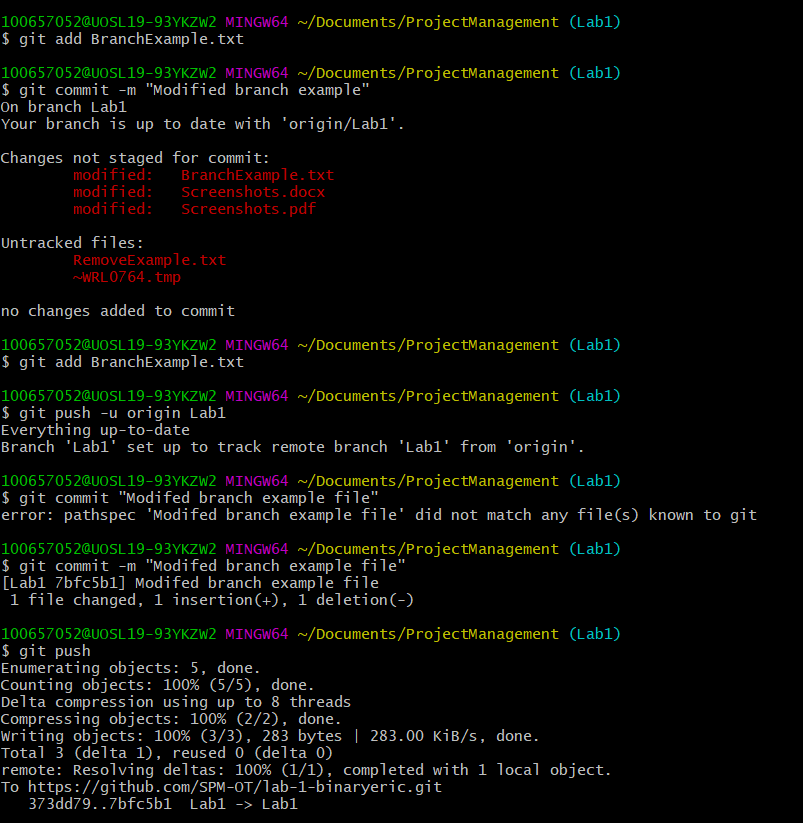 100657052@UOSL19-93YKZW2 MINGW64 ~/Documents/ProjectManagement (Lab1)
$ git add BranchExample.txt
100657052@UOSL19-93YKZW2 MINGW64 ~/Documents/ProjectManagement (Lab1)
$ git commit -m "Modified branch example"
On branch Lab1
Your branch is up to date with 'origin/Lab1'.
Changes not staged for commit:
modified:   BranchExample.txt
modified:   Screenshots.docx
modified:   Screenshots.pdf
Untracked files:
RemoveExample.txt
~WRL0764.tmp
no changes added to commit
100657052@UOSL19-93YKZW2 MINGW64 ~/Documents/ProjectManagement (Lab1)
$ git add BranchExample.txt
100657052@UOSL19-93YKZW2 MINGW64 ~/Documents/ProjectManagement (Lab1)
$ git push -u origin Lab1
Everything up-to-date
Branch 'Lab1' set up to track remote branch 'Lab1' from 'origin'.
100657052@UOSL19-93YKZW2 MINGW64 ~/Documents/ProjectManagement (Lab1)
$ git commit "Modifed branch example file"
error: pathspec 'Modifed branch example file' did not match any file(s) known to git
100657052@UOSL19-93YKZW2 MINGW64 ~/Documents/ProjectManagement (Lab1)
$ git commit -m "Modifed branch example file"
[Lab1 7bfc5b1] Modifed branch example file
1 file changed, 1 insertion(+), 1 deletion(-)
100657052@UOSL19-93YKZW2 MINGW64 ~/Documents/ProjectManagement (Lab1)
$ git push
Enumerating objects: 5, done.
Counting objects: 100% (5/5), done.
Delta compression using up to 8 threads
Compressing objects: 100% (2/2), done.
Writing objects: 100% (3/3), 283 bytes | 283.00 KiB/s, done.
Total 3 (delta 1), reused 0 (delta 0)
remote: Resolving deltas: 100% (1/1), completed with 1 local object.
To https://github.com/SPM-OT/lab-1-binaryeric.git
373dd79..7bfc5b1  Lab1 -> Lab1